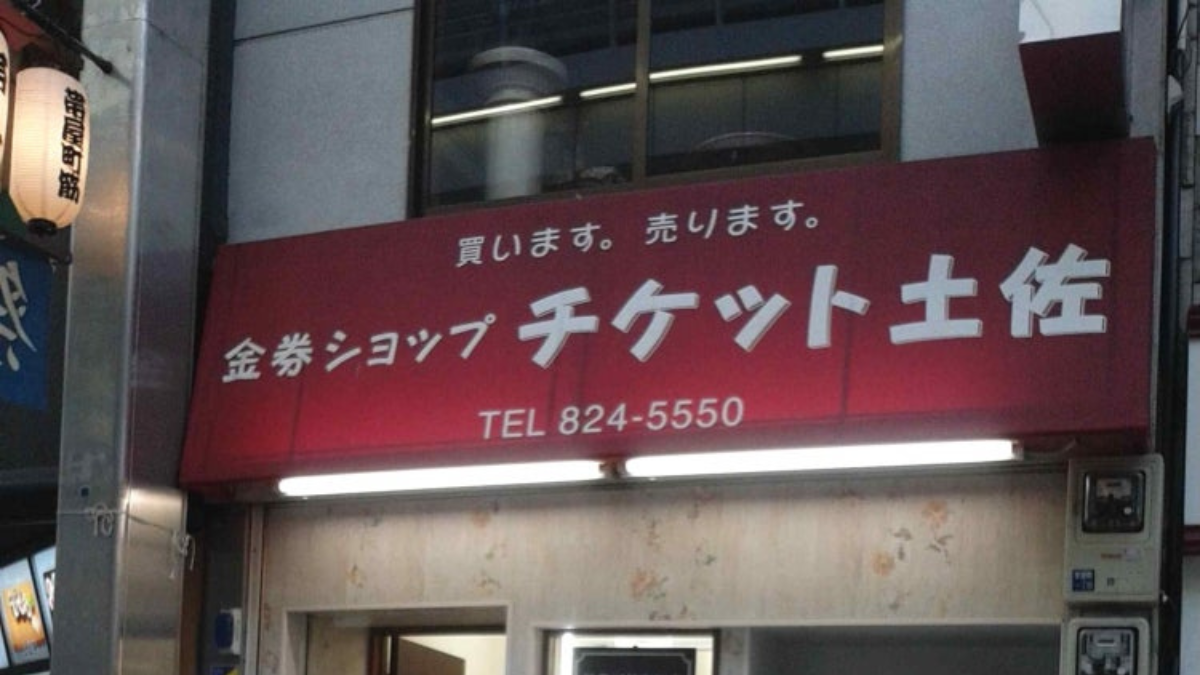 帯屋町筋
買います。売ります。
金券ショップ チケット土佐
TEL 824-5550